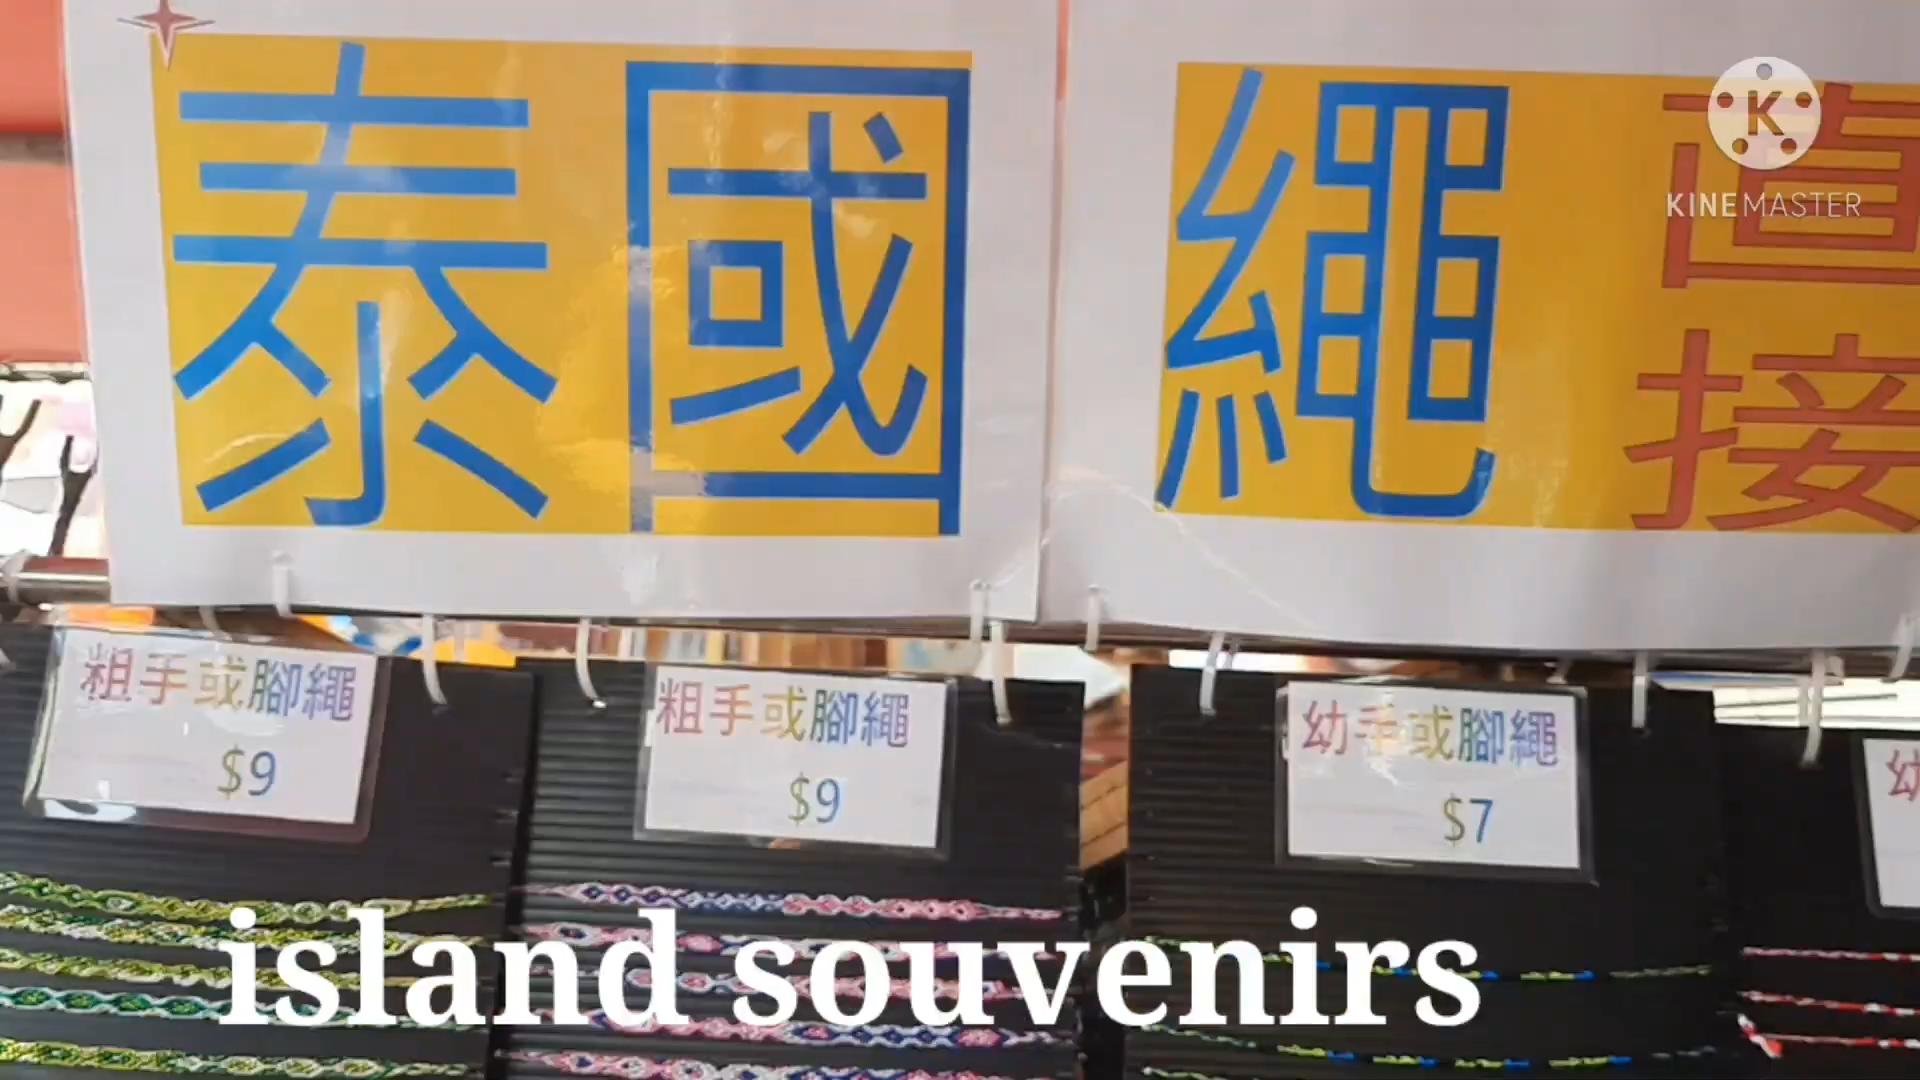 泰國
繩
直
接
K
KINEMASTER
粗手或腳繩
$9
粗手或腳繩
$9
幼手或腳繩
$7
幼
island souvenirs